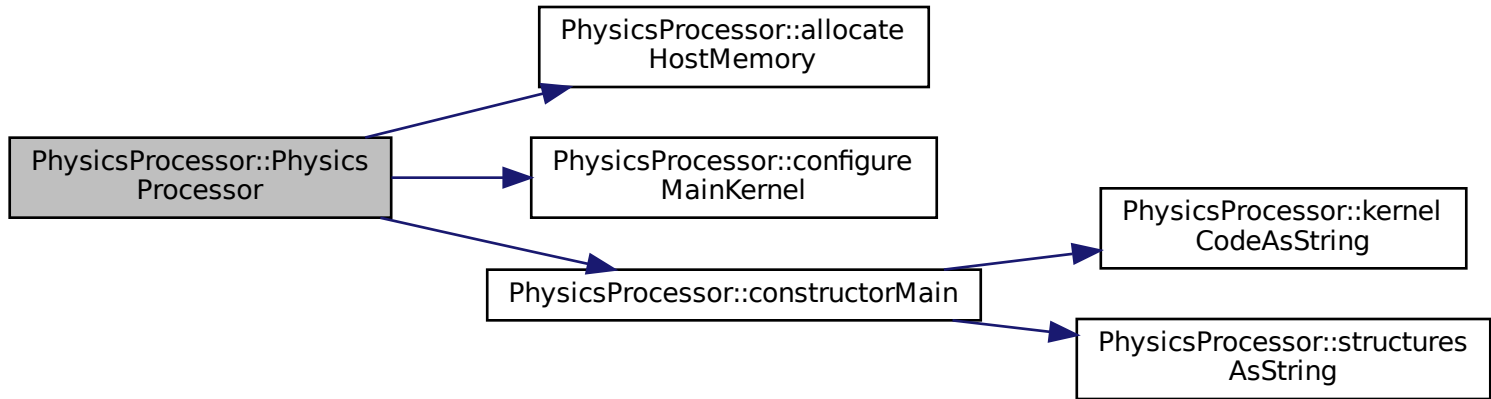 PhysicsProcessor::allocate
HostMemory
PhysicsProcessor::Physics
Processor
PhysicsProcessor::configure
MainKernel
PhysicsProcessor::constructorMain
PhysicsProcessor::kernel
CodeAsString
PhysicsProcessor::structures
AsString